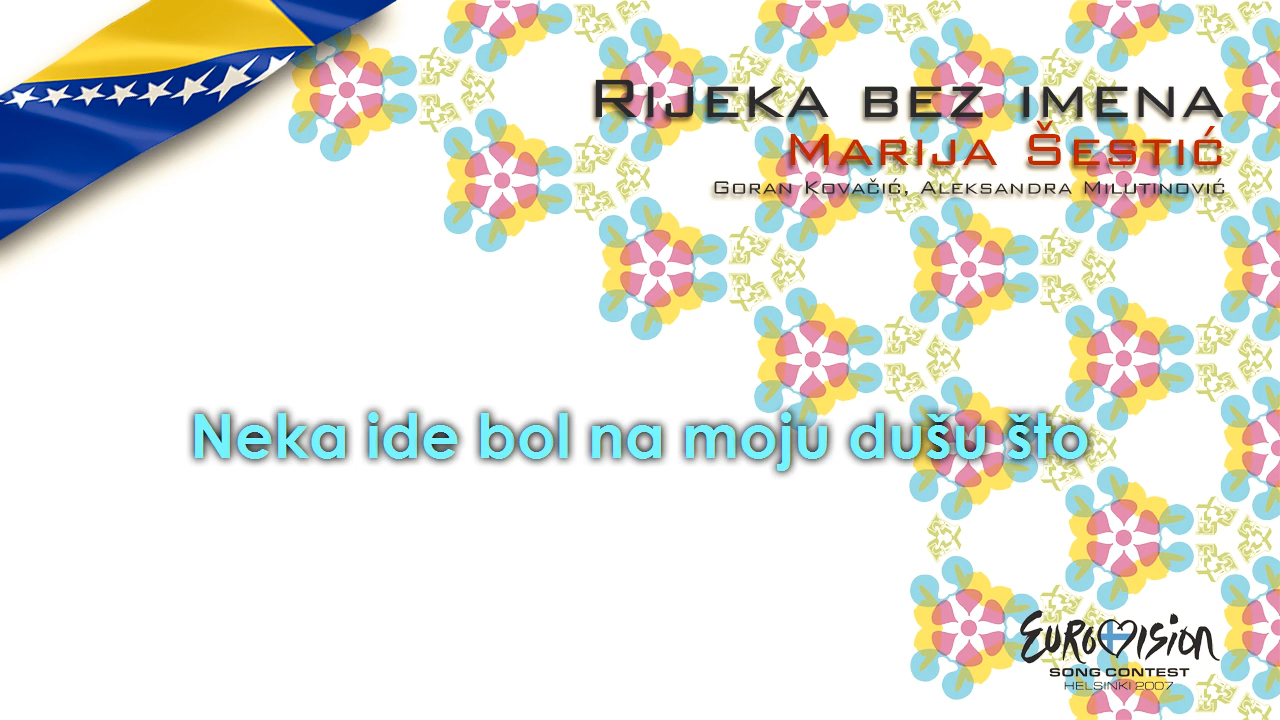 Rijeka bez imena
Marija Šestić
Goran Kovačić, Aleksandra Milutinović
Neka ide bol na moju dušu što
Eurovision
SONG CONTEST
HELSINKI 2007